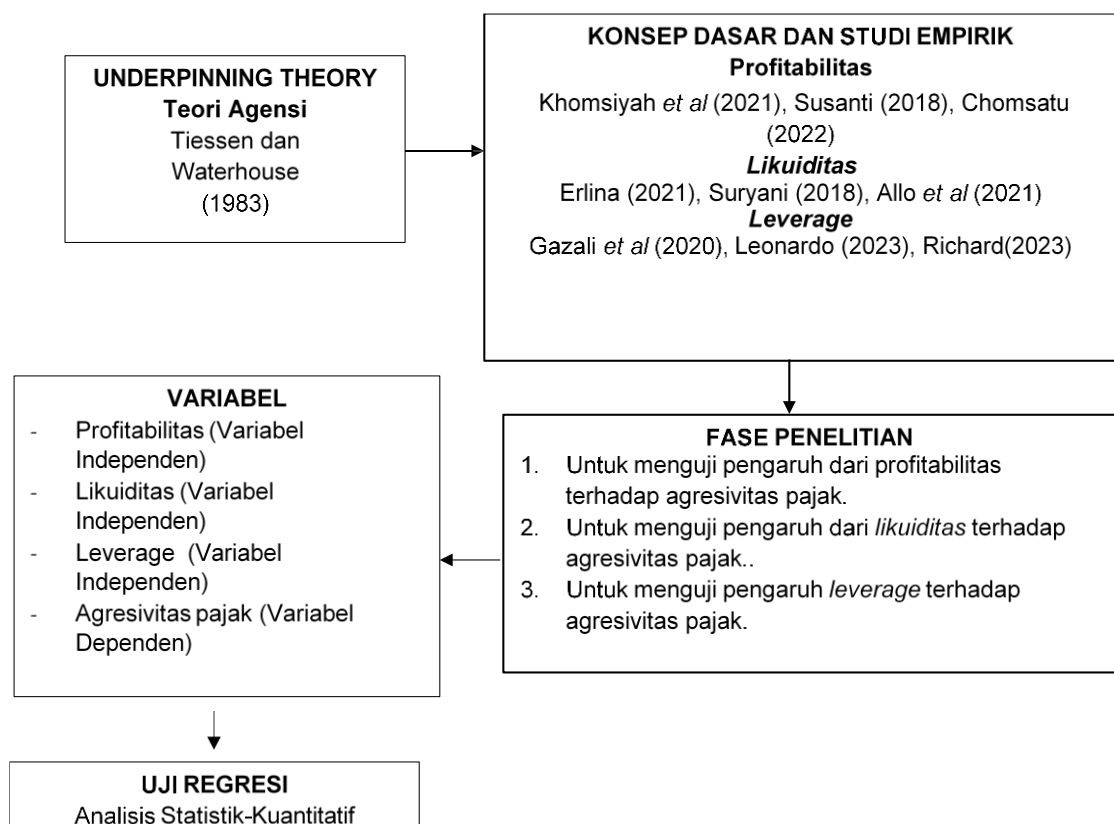 UNDERPINNING THEORY
Teori Agensi
Tiessen dan
Waterhouse
(1983)
KONSEP DASAR DAN STUDI EMPIRIK
Profitabilitas
Khomsiyah et al (2021), Susanti (2018), Chomsatu
(2022)
Likuiditas
Erlina (2021), Suryani (2018), Allo et al (2021)
Leverage
Gazali et al (2020), Leonardo (2023), Richard(2023)
FASE PENELITIAN
1. Untuk menguji pengaruh dari profitabilitas
terhadap agresivitas pajak.
2. Untuk menguji pengaruh dari likuiditas terhadap
agresivitas pajak..
3. Untuk menguji pengaruh leverage terhadap
agresivitas pajak.
VARIABEL
- Profitabilitas (Variabel
Independen)
- Likuiditas (Variabel
Independen)
- Leverage (Variabel
Independen)
- Agresivitas pajak (Variabel
Dependen)
UJI REGRESI
Analisis Statistik-Kuantitatif